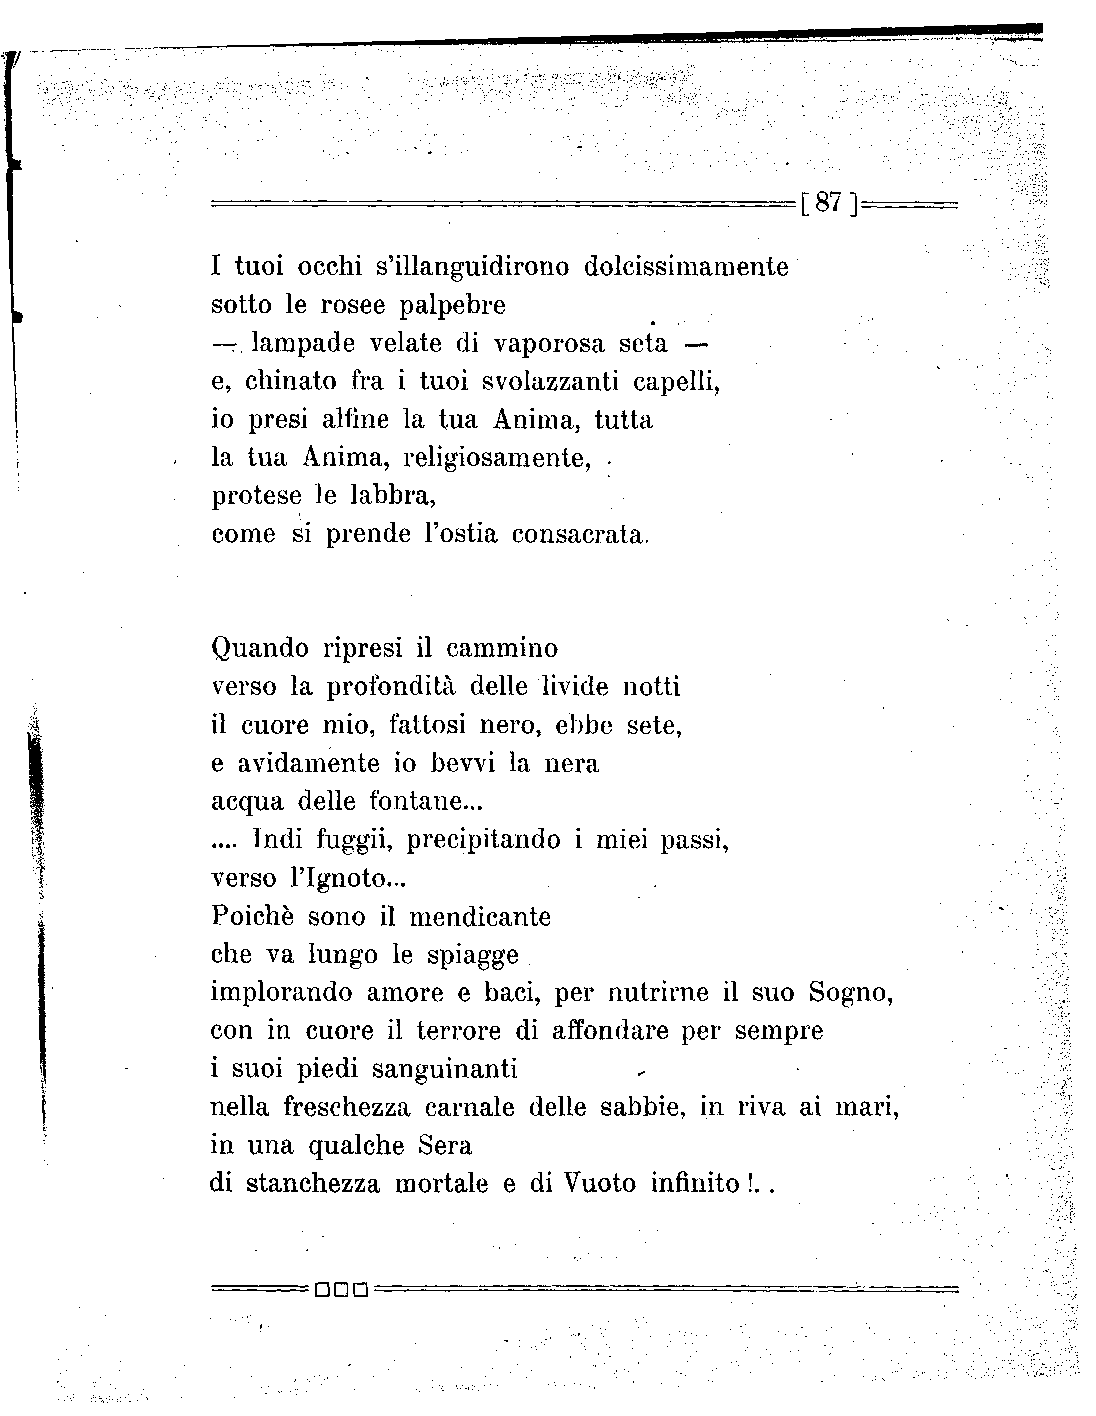 [ 87 ]
I tuoi occhi s'illanguidirono dolcissimamente
sotto le rosee palpebre
— lampade velate di vaporosa seta —
e, chinato fra i tuoi svolazzanti capelli,
io presi alfine la tua Anima, tutta
la tua Anima, religiosamente,
protese le labbra,
come si prende l'ostia consacrata.
Quando ripresi il cammino
verso la profondità delle livide notti
il cuore mio, fattosi nero, ebbe sete,
e avidamente io bevvi la nera
acqua delle fontane...
.... Indi fuggii, precipitando i miei passi,
verso l'Ignoto...
Poichè sono il mendicante
che va lungo le spiagge
implorando amore e baci, per nutrirne il suo Sogno,
con in cuore il terrore di affondare per sempre
i suoi piedi sanguinanti
nella freschezza carnale delle sabbie, in riva ai mari,
in una qualche Sera
di stanchezza mortale e di Vuoto infinito !. .